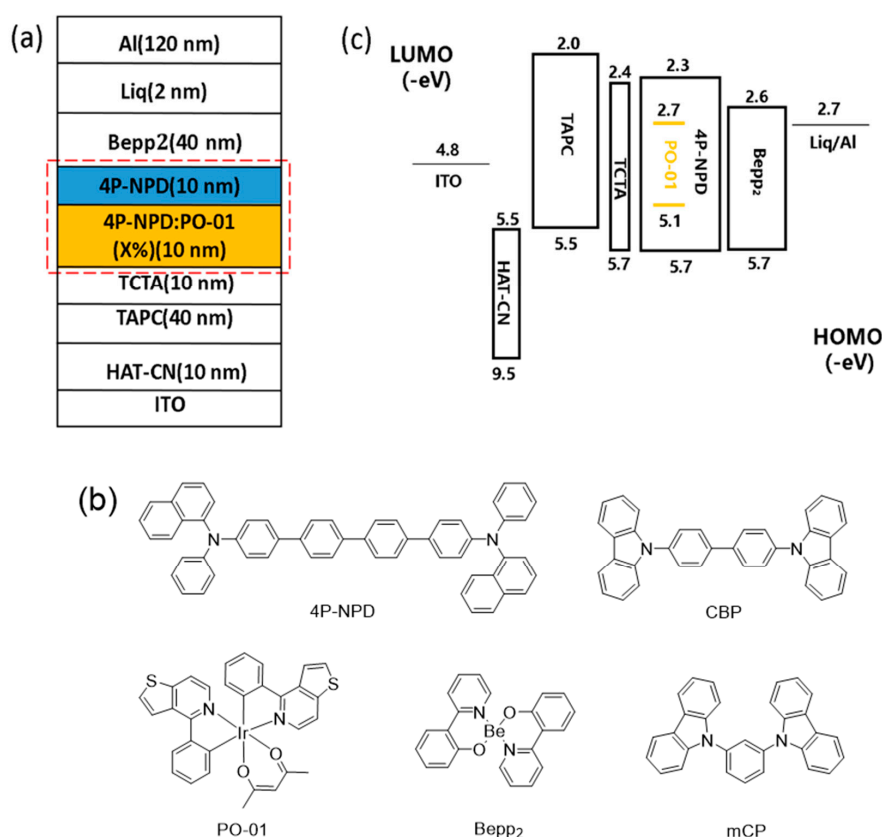 (a)
Al(120 nm)
Liq(2 nm)
Bepp2(40 nm)
4P-NPD(10 nm)
4P-NPD:PO-01
(X%)(10 nm)
TCTA(10 nm)
TAPC(40 nm)
HAT-CN(10 nm)
ITO
(c)
LUMO
(-eV)
4.8
ITO
5.5
HAT-CN
9.5
2.0
TAPC
5.5
2.4
TCTA
5.7
2.3
2.7
PO-01
5.1
4P-NPD
5.7
2.6
Bepp₂
5.7
2.7
Liq/Al
HOMO
(-eV)
(b)
N
N
4P-NPD
N
N
CBP
S
S
N
N
Ir
O
O
PO-01
N
O
Be
O
N
Bepp₂
N
N
mCP